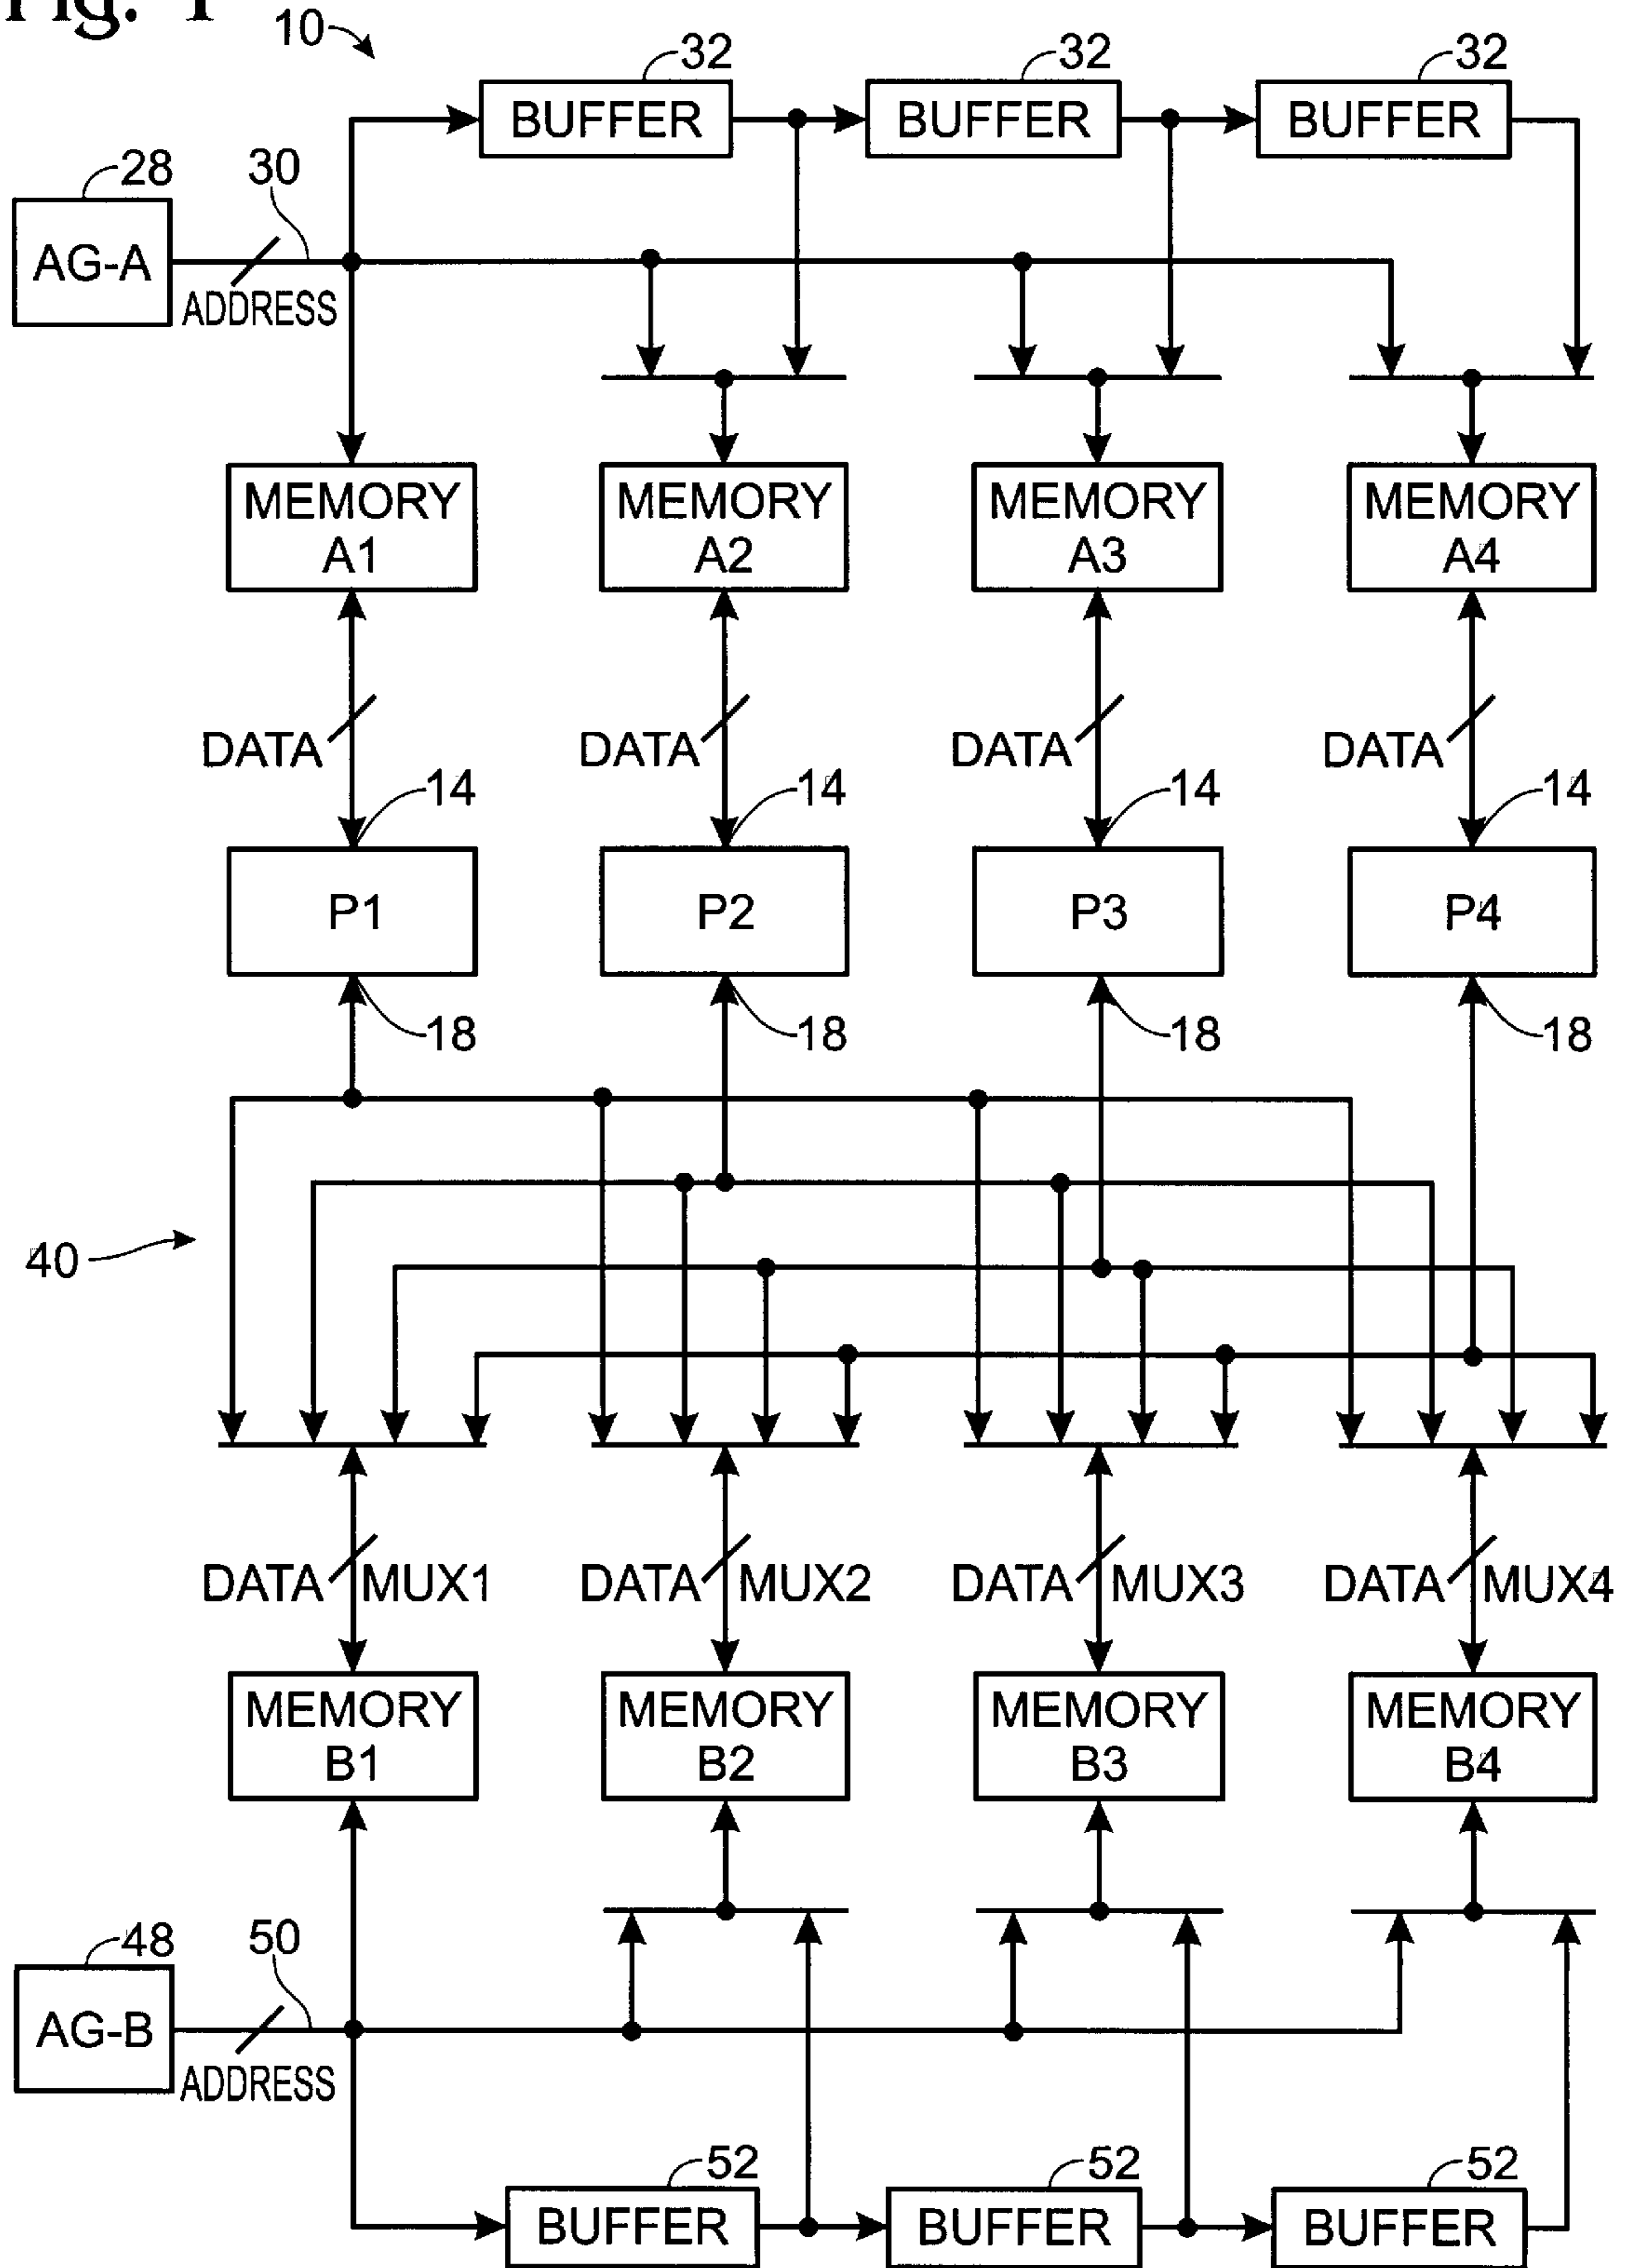 Fig. 1
10
32 32 32
BUFFER BUFFER BUFFER
28 30
AG-A
ADDRESS
MEMORY A1 MEMORY A2 MEMORY A3 MEMORY A4
DATA DATA DATA DATA
14 14 14 14
P1 P2 P3 P4
18 18 18 18
40
DATA MUX1 DATA MUX2 DATA MUX3 DATA MUX4
MEMORY B1 MEMORY B2 MEMORY B3 MEMORY B4
48 50
AG-B
ADDRESS
52 52 52
BUFFER BUFFER BUFFER